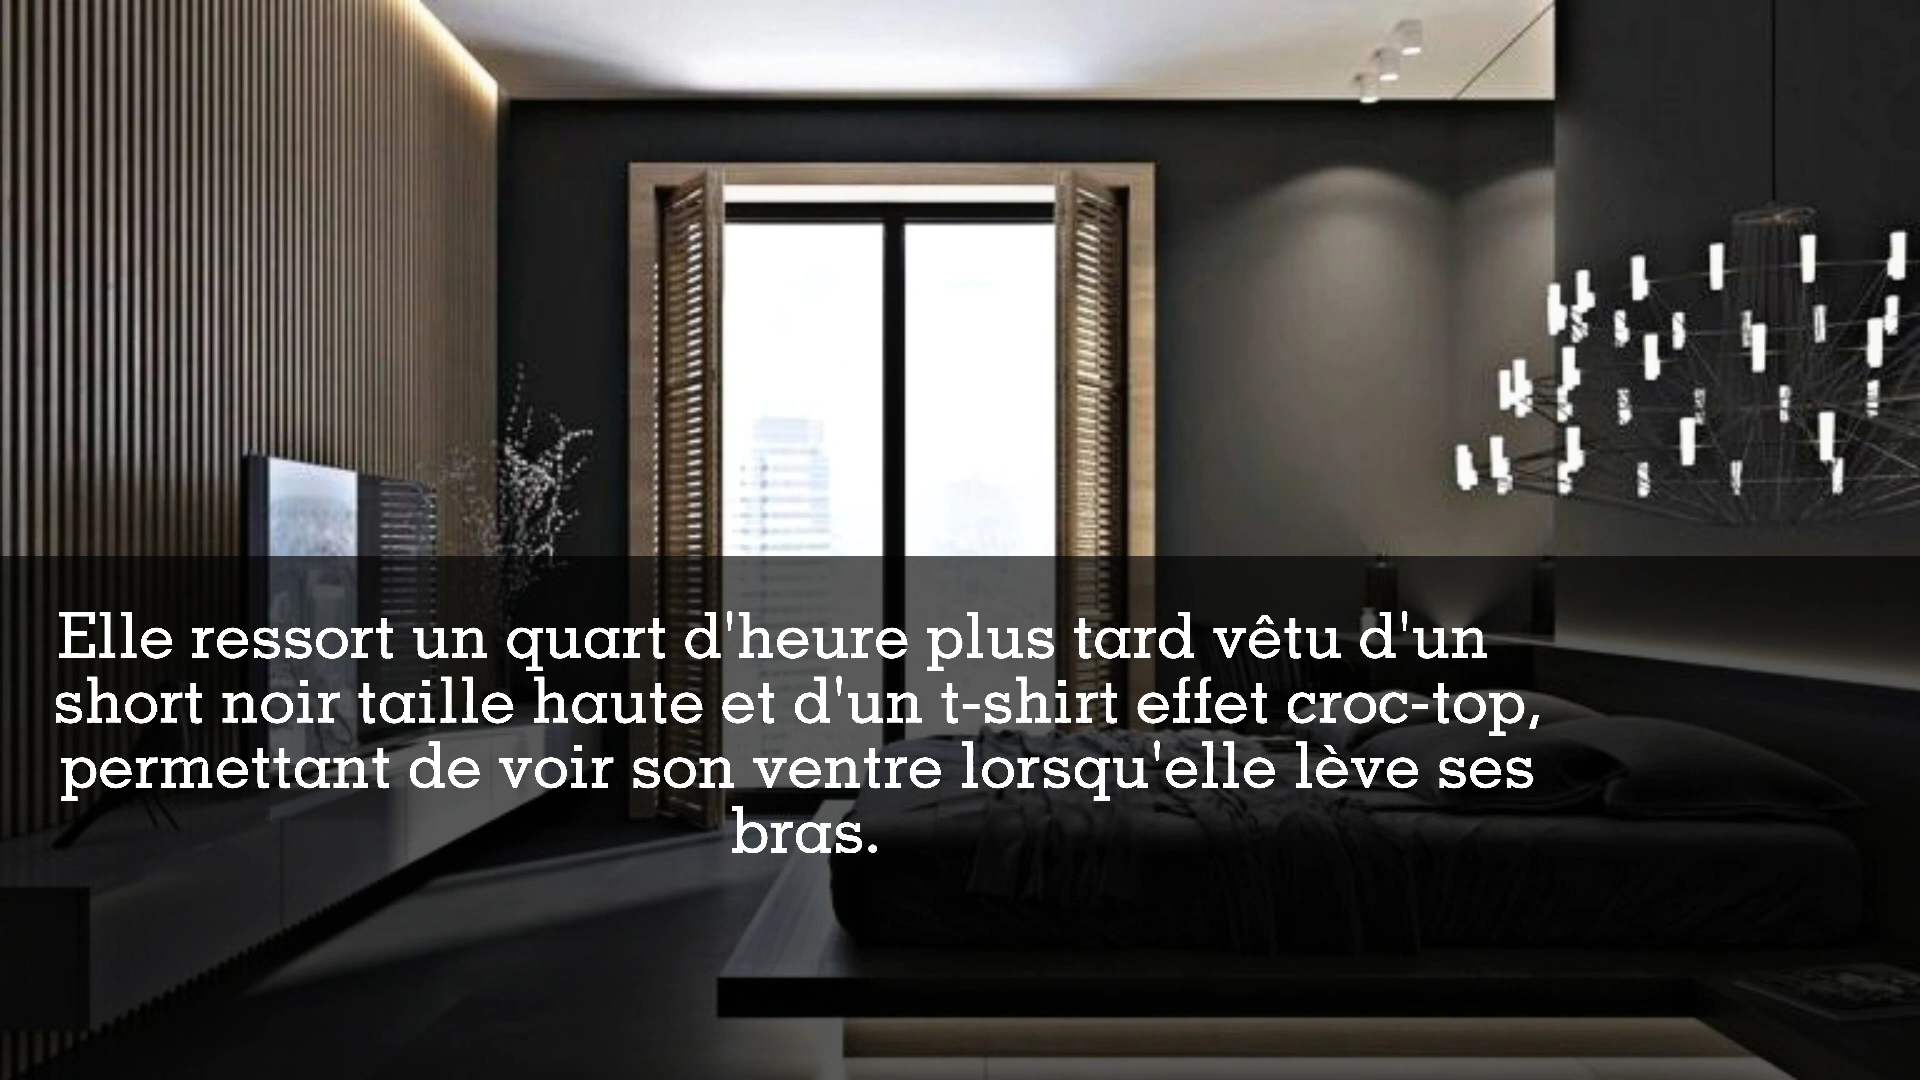 Elle ressort un quart d'heure plus tard vêtu d'un
short noir taille haute et d'un t-shirt effet croc-top,
permettant de voir son ventre lorsqu'elle lève ses
bras.